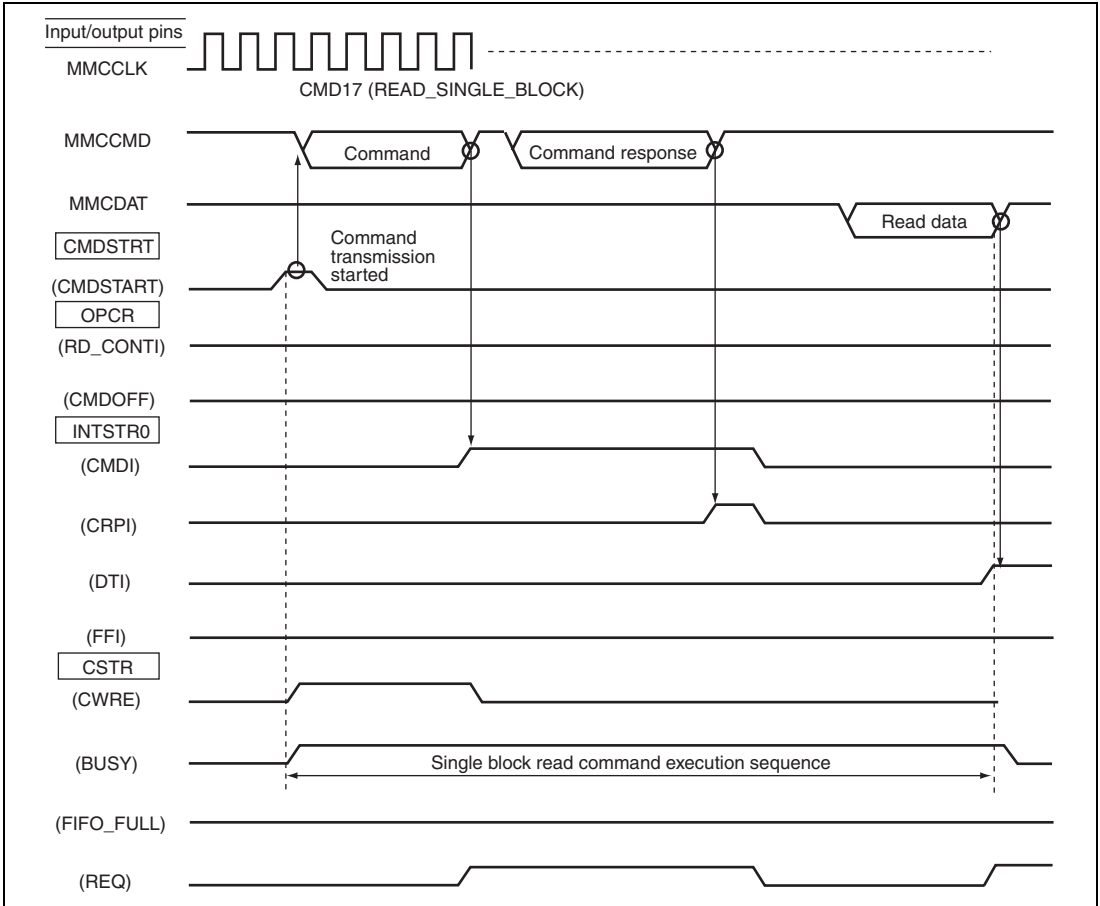 Input/output pins
MMCCLK
CMD17 (READ_SINGLE_BLOCK)
MMCCMD
Command
Command response
MMCDAT
Read data
CMDSTRT
Command
transmission
started
(CMDSTART)
OPCR
(RD_CONTI)
(CMDOFF)
INTSTR0
(CMDI)
(CRPI)
(DTI)
(FFI)
CSTR
(CWRE)
(BUSY)
Single block read command execution sequence
(FIFO_FULL)
(REQ)